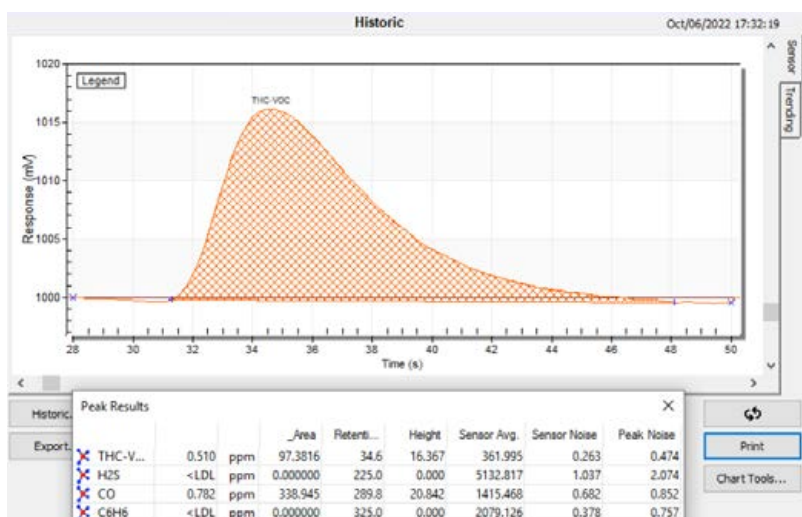 Historic Oct/06/2022 17:32:19
Sensor
Trending
Legend
THC-VOC
Response (mV)
1020
1015
1010
1005
1000
28 30 32 34 36 38 40 42 44 46 48 50
Time (s)
Historic.
Export.
Print
Chart Tools...
Peak Results
_Area Retenti... Height Sensor Avg. Sensor Noise Peak Noise
THC-V... 0.510 ppm 97.3816 34.6 16.367 361.995 0.263 0.474
H2S <LDL ppm 0.000000 225.0 0.000 5132.817 1.037 2.074
CO 0.782 ppm 338.945 289.8 20.842 1415.468 0.682 0.852
C6H6 <LDL ppm 0.000000 325.0 0.000 2079.126 0.378 0.757